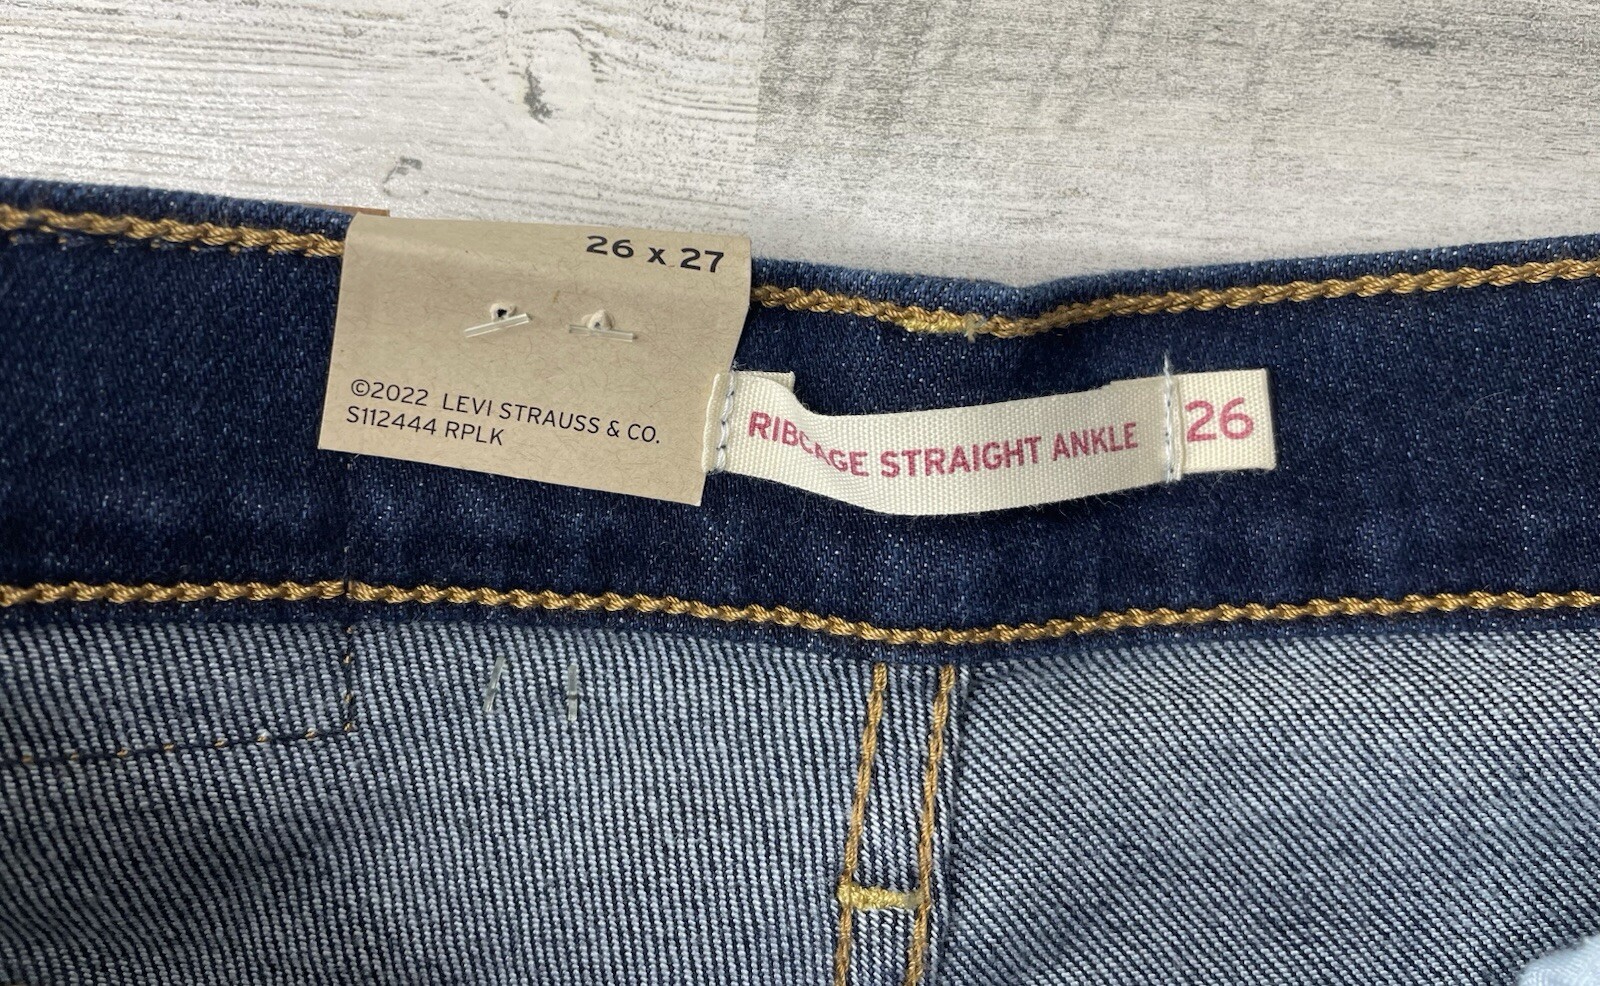 26 x 27
©2022 LEVI STRAUSS & CO.
S112444 RPLK
RIBCAGE STRAIGHT ANKLE
26